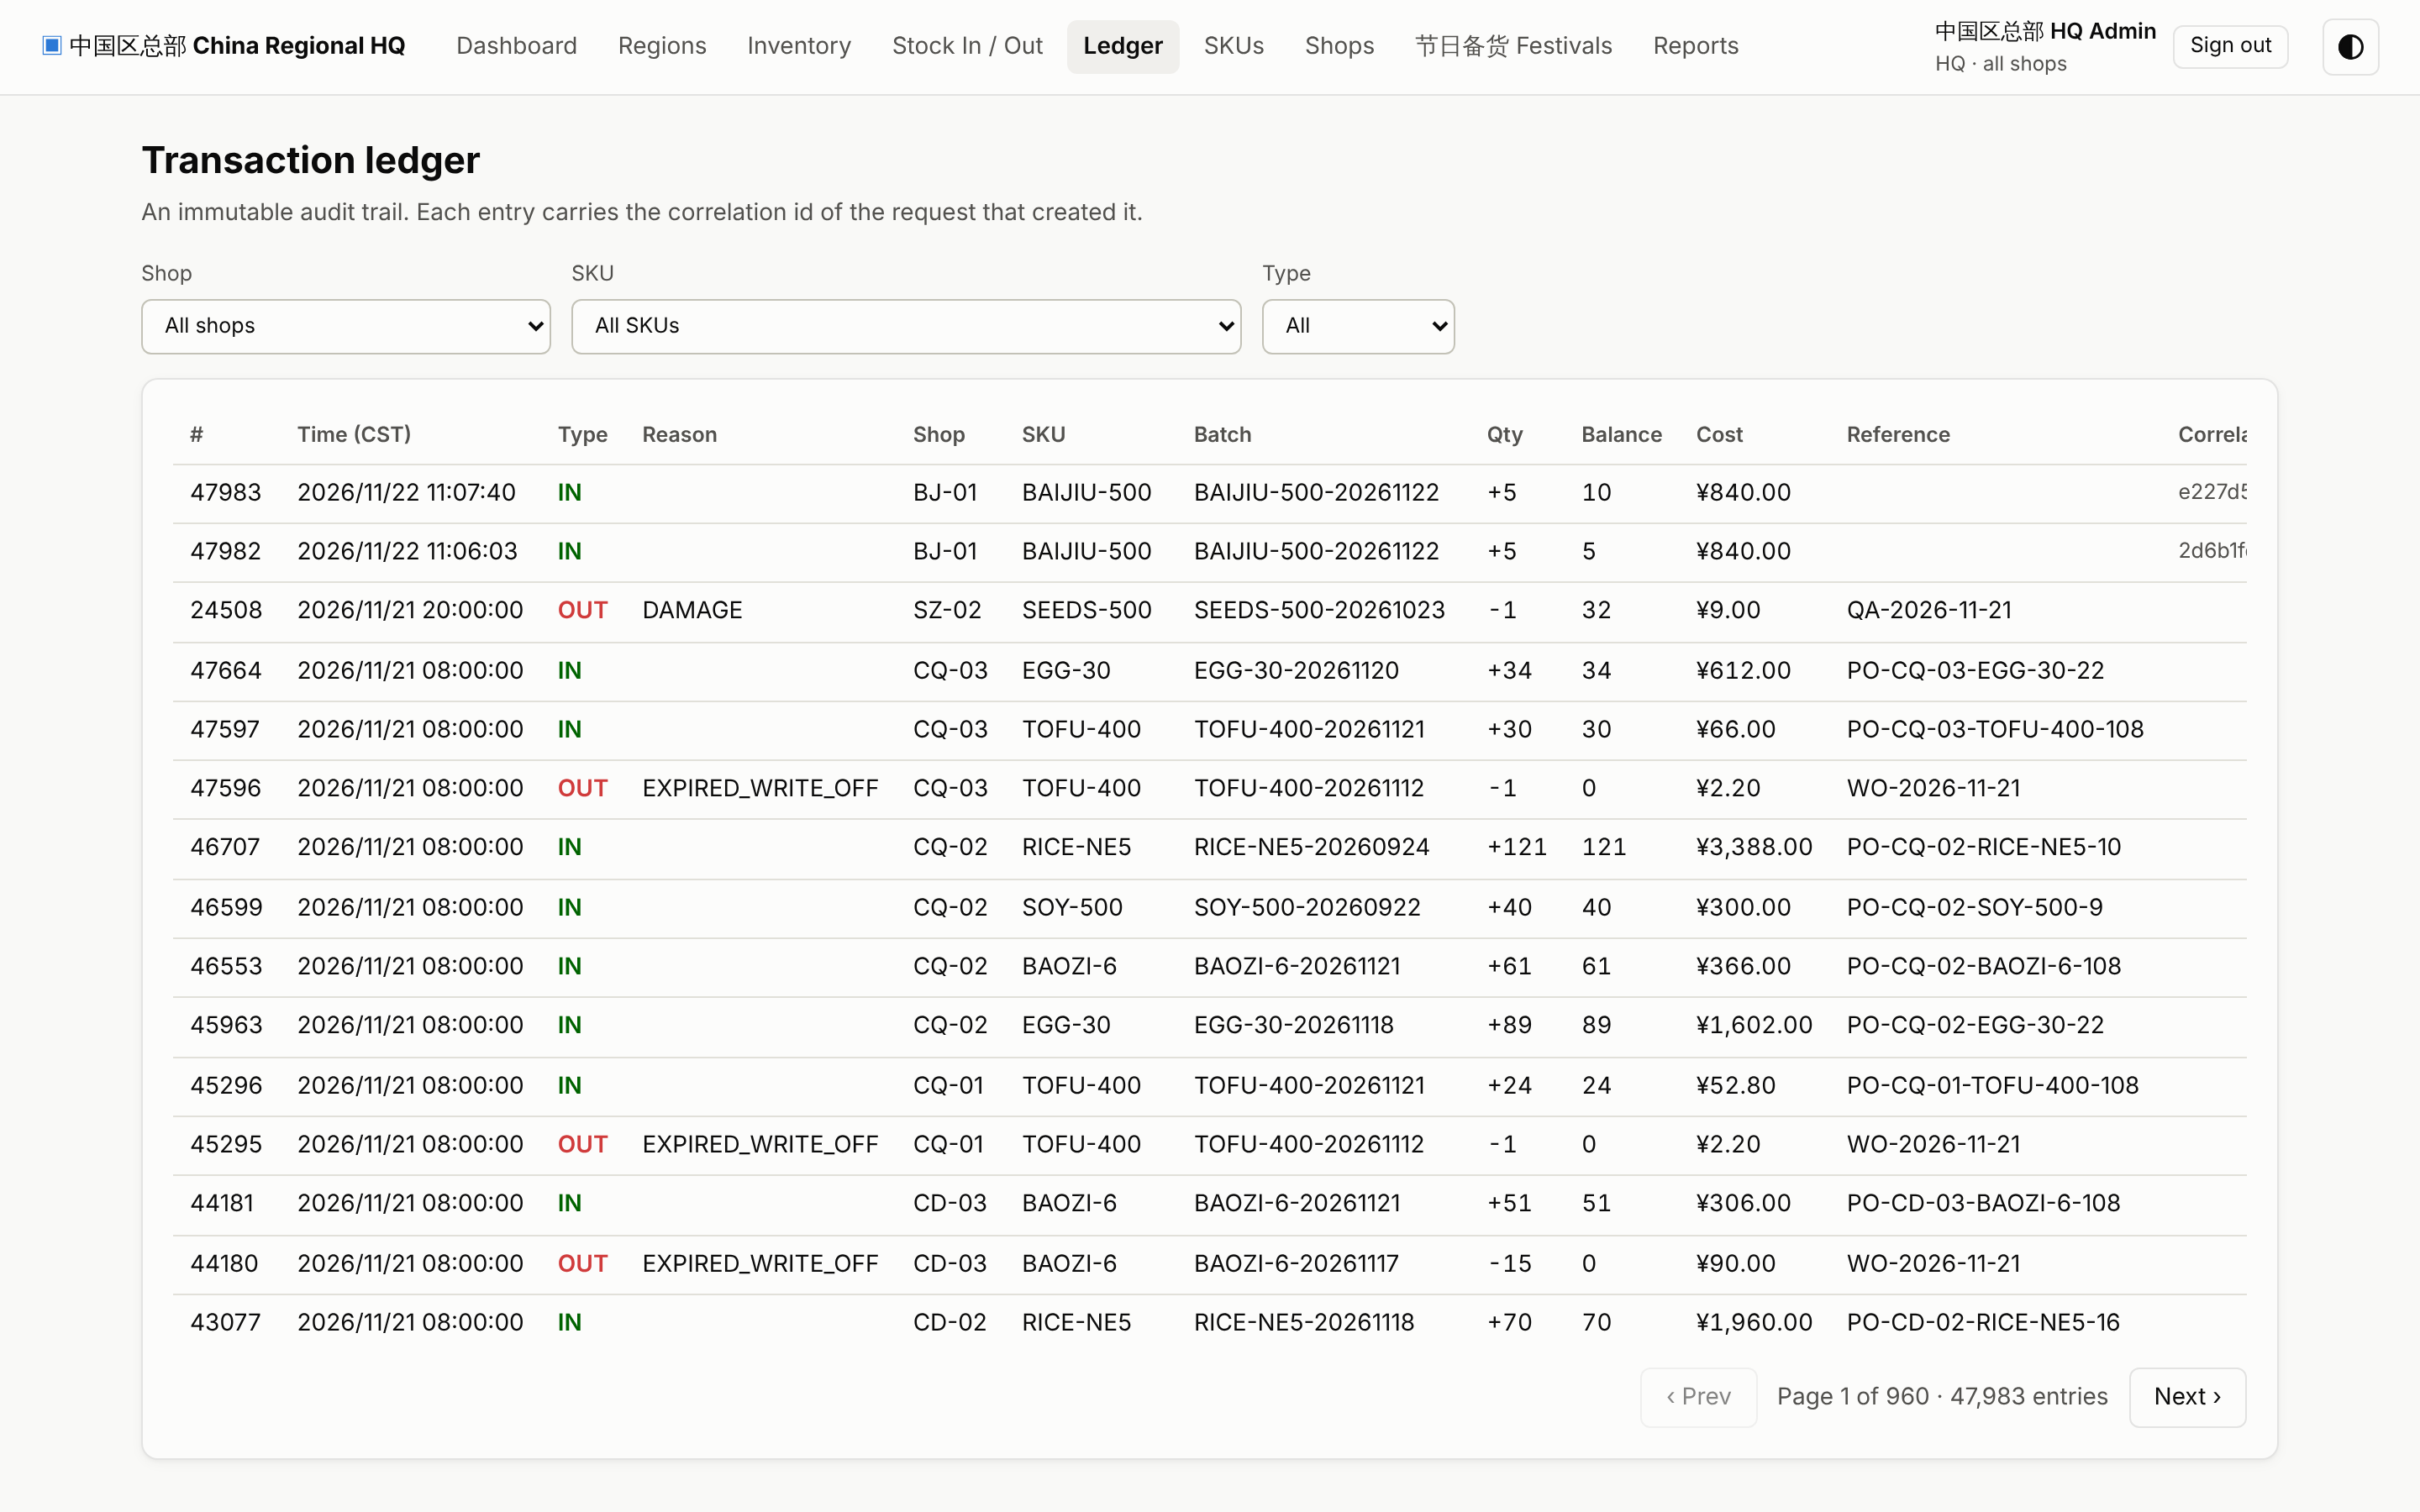 中国区总部 China Regional HQ Dashboard Regions Inventory Stock In / Out Ledger SKUs Shops 节日备货 Festivals Reports 中国区总部 HQ Admin Sign out
HQ · all shops
Transaction ledger
An immutable audit trail. Each entry carries the correlation id of the request that created it.
Shop SKU Type
All shops All SKUs All
# Time (CST) Type Reason Shop SKU Batch Qty Balance Cost Reference
47983 2026/11/22 11:07:40 IN BJ-01 BAIJIU-500 BAIJIU-500-20261122 +5 10 ¥840.00 e227d5
47982 2026/11/22 11:06:03 IN BJ-01 BAIJIU-500 BAIJIU-500-20261122 +5 5 ¥840.00 2d6b1f
24508 2026/11/21 20:00:00 OUT DAMAGE SZ-02 SEEDS-500 SEEDS-500-20261023 -1 32 ¥9.00 QA-2026-11-21
47664 2026/11/21 08:00:00 IN CQ-03 EGG-30 EGG-30-20261120 +34 34 ¥612.00 PO-CQ-03-EGG-30-22
47597 2026/11/21 08:00:00 IN CQ-03 TOFU-400 TOFU-400-20261121 +30 30 ¥66.00 PO-CQ-03-TOFU-400-108
47596 2026/11/21 08:00:00 OUT EXPIRED_WRITE_OFF CQ-03 TOFU-400 TOFU-400-20261112 -1 0 ¥2.20 WO-2026-11-21
46707 2026/11/21 08:00:00 IN CQ-02 RICE-NE5 RICE-NE5-20260924 +121 121 ¥3,388.00 PO-CQ-02-RICE-NE5-10
46599 2026/11/21 08:00:00 IN CQ-02 SOY-500 SOY-500-20260922 +40 40 ¥300.00 PO-CQ-02-SOY-500-9
46553 2026/11/21 08:00:00 IN CQ-02 BAOZI-6 BAOZI-6-20261121 +61 61 ¥366.00 PO-CQ-02-BAOZI-6-108
45963 2026/11/21 08:00:00 IN CQ-02 EGG-30 EGG-30-20261118 +89 89 ¥1,602.00 PO-CQ-02-EGG-30-22
45296 2026/11/21 08:00:00 IN CQ-01 TOFU-400 TOFU-400-20261121 +24 24 ¥52.80 PO-CQ-01-TOFU-400-108
45295 2026/11/21 08:00:00 OUT EXPIRED_WRITE_OFF CQ-01 TOFU-400 TOFU-400-20261112 -1 0 ¥2.20 WO-2026-11-21
44181 2026/11/21 08:00:00 IN CD-03 BAOZI-6 BAOZI-6-20261121 +51 51 ¥306.00 PO-CD-03-BAOZI-6-108
44180 2026/11/21 08:00:00 OUT EXPIRED_WRITE_OFF CD-03 BAOZI-6 BAOZI-6-20261117 -15 0 ¥90.00 WO-2026-11-21
43077 2026/11/21 08:00:00 IN CD-02 RICE-NE5 RICE-NE5-20261118 +70 70 ¥1,960.00 PO-CD-02-RICE-NE5-16
‹ Prev Page 1 of 960 · 47,983 entries Next ›